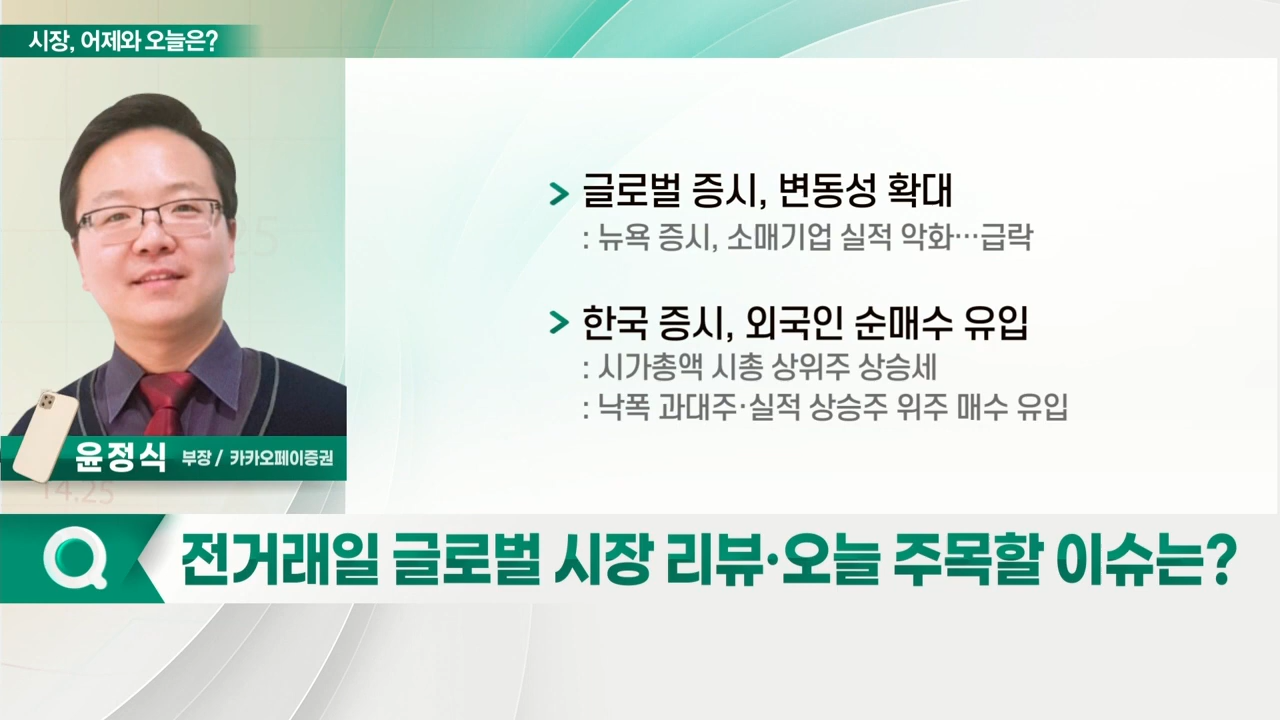 시장, 어제와 오늘은?
글로벌 증시, 변동성 확대
: 뉴욕 증시, 소매기업 실적 악화…급락
한국 증시, 외국인 순매수 유입
: 시가총액 시총 상위주 상승세
: 낙폭 과대주·실적 상승주 위주 매수 유입
윤정식 부장 / 카카오페이증권
14.25
전거래일 글로벌 시장 리뷰·오늘 주목할 이슈는?